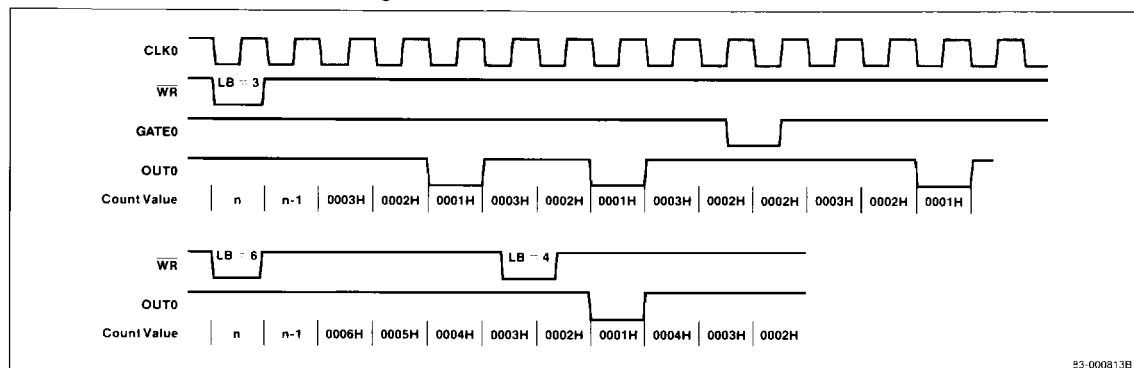 CLK0
WR
LB = 3
GATE0
OUT0
Count Value n n-1 0003H 0002H 0001H 0003H 0002H 0001H 0003H 0002H 0002H 0003H 0002H 0001H
WR
LB = 6 LB = 4
OUT0
Count Value n n-1 0006H 0005H 0004H 0003H 0002H 0001H 0004H 0003H 0002H
83-000813B